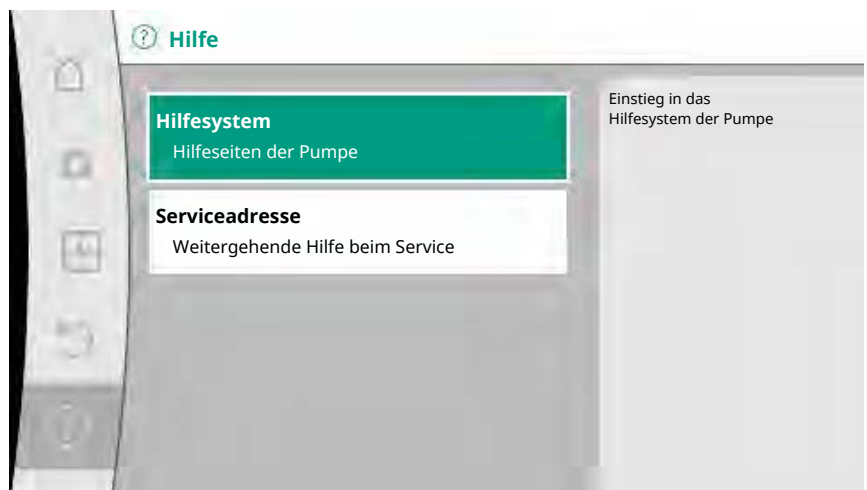 Hilfe
Hilfesystem
Hilfeseiten der Pumpe
Serviceadresse
Weitergehende Hilfe beim Service
Einstieg in das
Hilfesystem der Pumpe